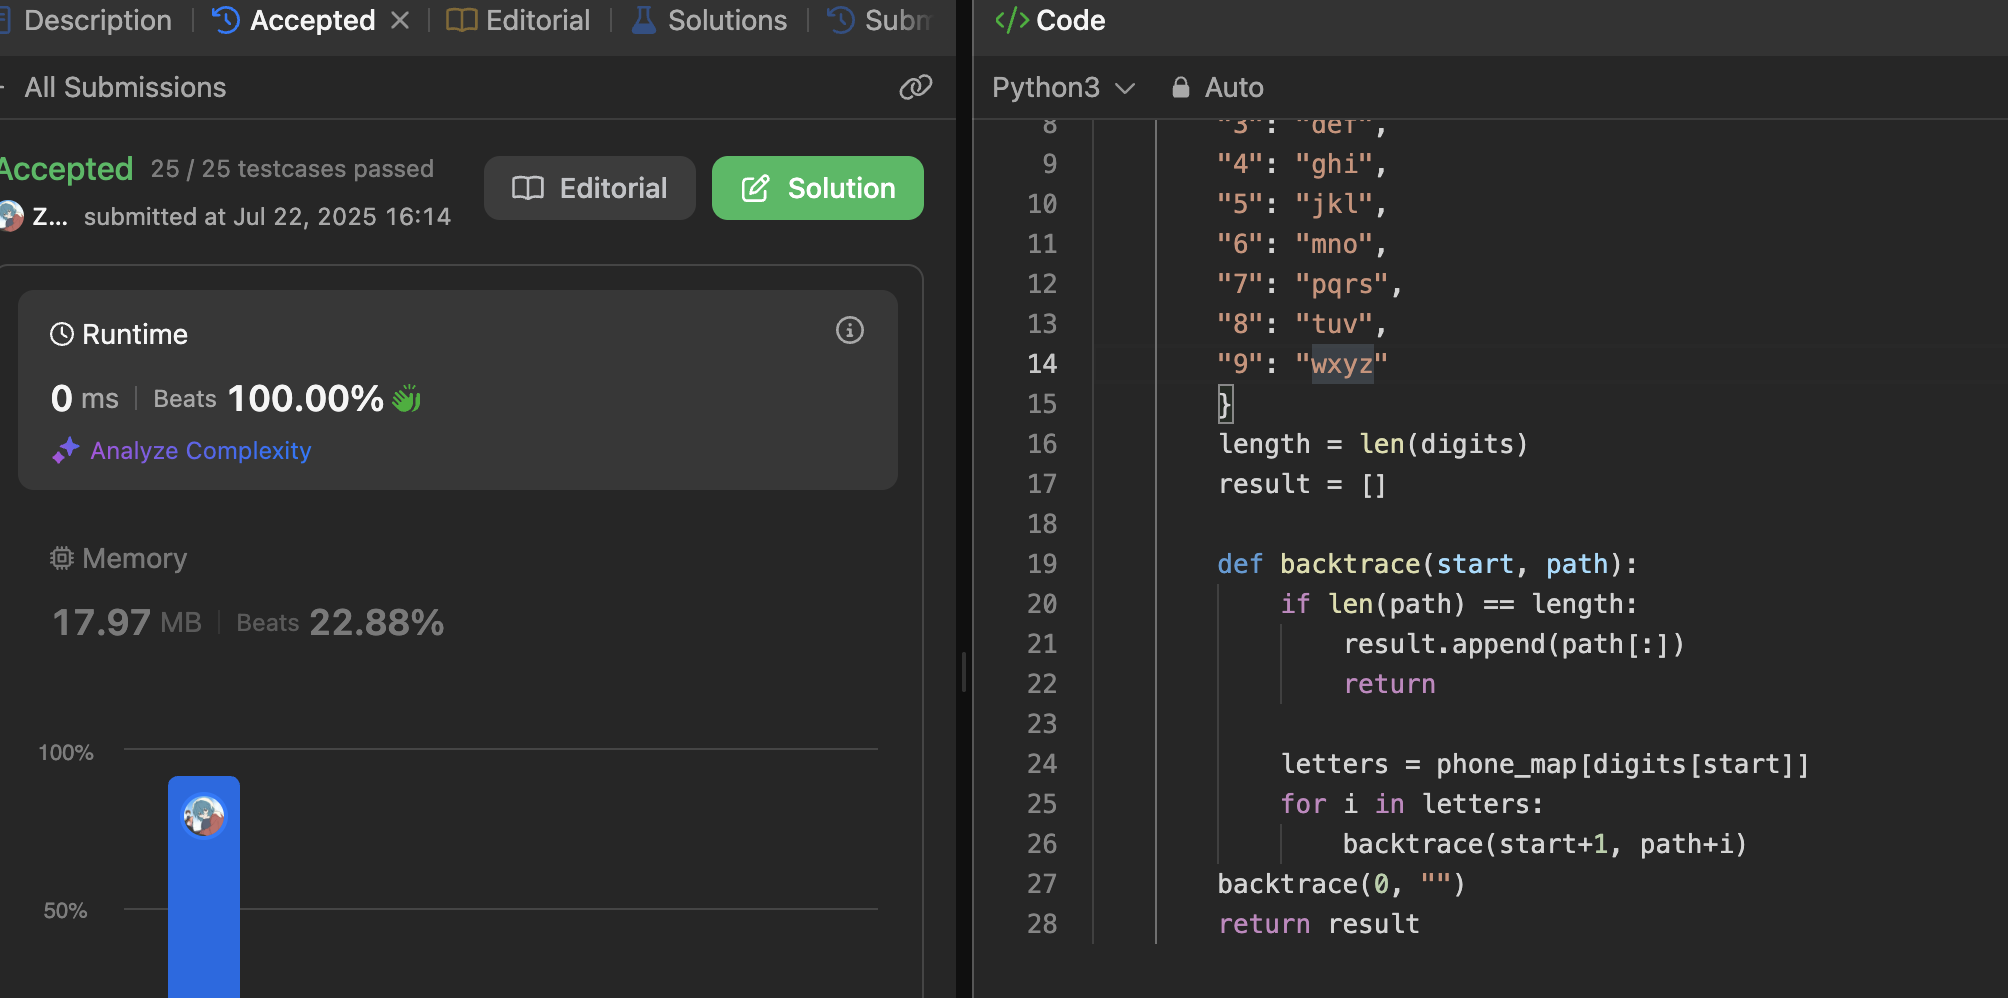 Description
Accepted
Editorial
Solutions
All Submissions
Accepted 25 / 25 testcases passed
Z... submitted at Jul 22, 2025 16:14
Editorial
Solution
Runtime
0 ms Beats 100.00%
Analyze Complexity
Memory
17.97 MB Beats 22.88%
100%
50%
</> Code
Python3 Auto
8 "3": "def",
9 "4": "ghi",
10 "5": "jkl",
11 "6": "mno",
12 "7": "pqrs",
13 "8": "tuv",
14 "9": "wxyz"
15 }
16 length = len(digits)
17 result = []
18
19 def backtrace(start, path):
20 if len(path) == length:
21 result.append(path[:])
22 return
23
24 letters = phone_map[digits[start]]
25 for i in letters:
26 backtrace(start+1, path+i)
27 backtrace(0, "")
28 return result